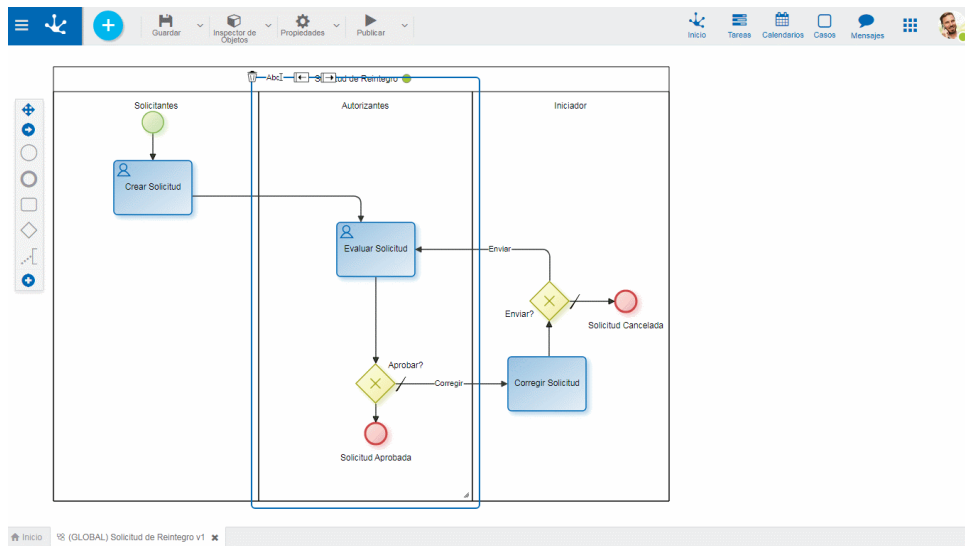 Guardar
Inspector de
Objetos
Propiedades
Publicar
Inicio
Tareas
Calendarios
Casos
Mensajes
Abc
Solicitud de Reintegro
Solicitantes
Autorizantes
Iniciador
Crear Solicitud
Evaluar Solicitud
Enviar
Enviar?
Solicitud Cancelada
Aprobar?
Corregir
Corregir Solicitud
Solicitud Aprobada
Inicio
(GLOBAL) Solicitud de Reintegro v1